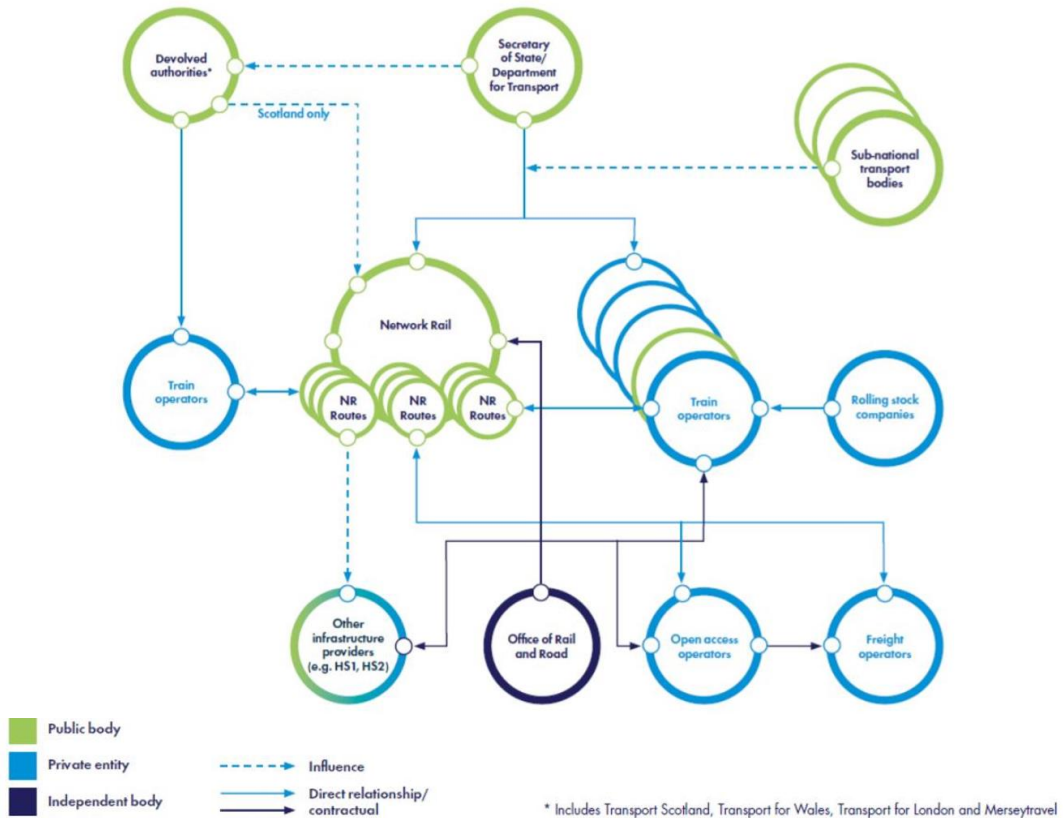 Devolved
authorities*
Secretary
of State/
Department
for Transport
Scotland only
Sub-national
transport
bodies
Network Rail
Train
operators
NR
Routes
NR
Routes
NR
Routes
Train
operators
Rolling stock
companies
Other
infrastructure
providers
(e.g. HS1, HS2)
Office of Rail
and Road
Open access
operators
Freight
operators
Public body
Private entity
Independent body
Influence
Direct relationship/
contractual
* Includes Transport Scotland, Transport for Wales, Transport for London and Merseytravel